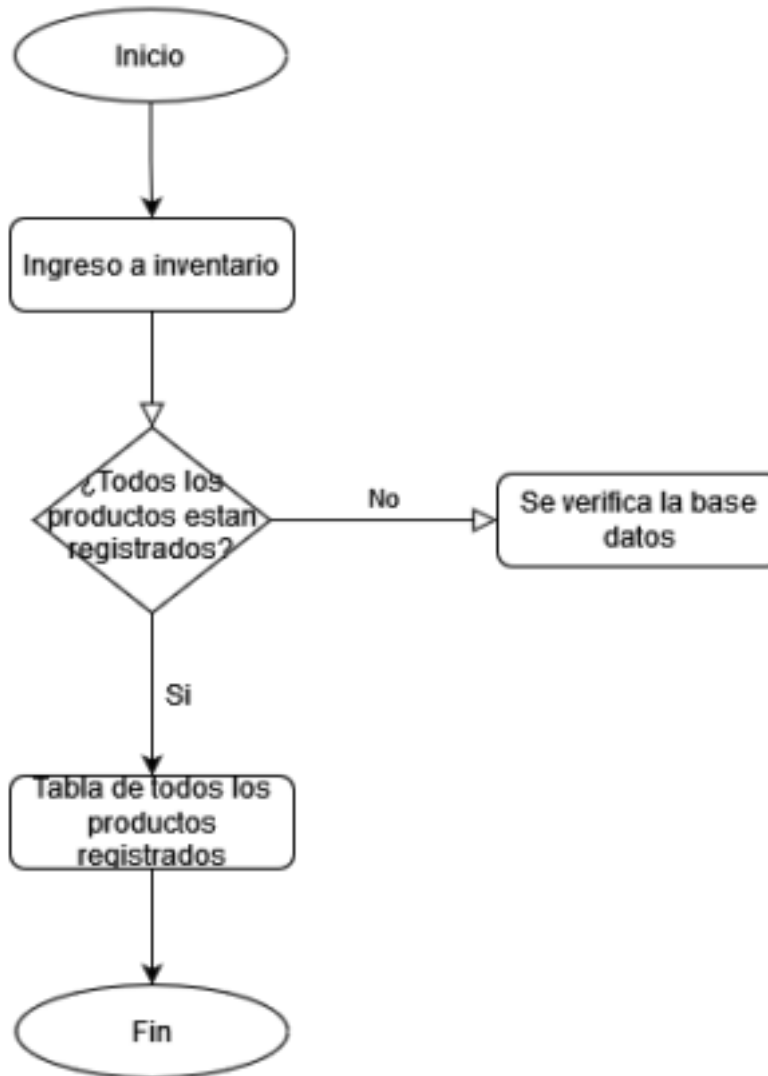 Inicio
Ingreso a inventario
¿Todos los
productos estan
registrados?
No
Se verifica la base
datos
Si
Tabla de todos los
productos
registrados
Fin